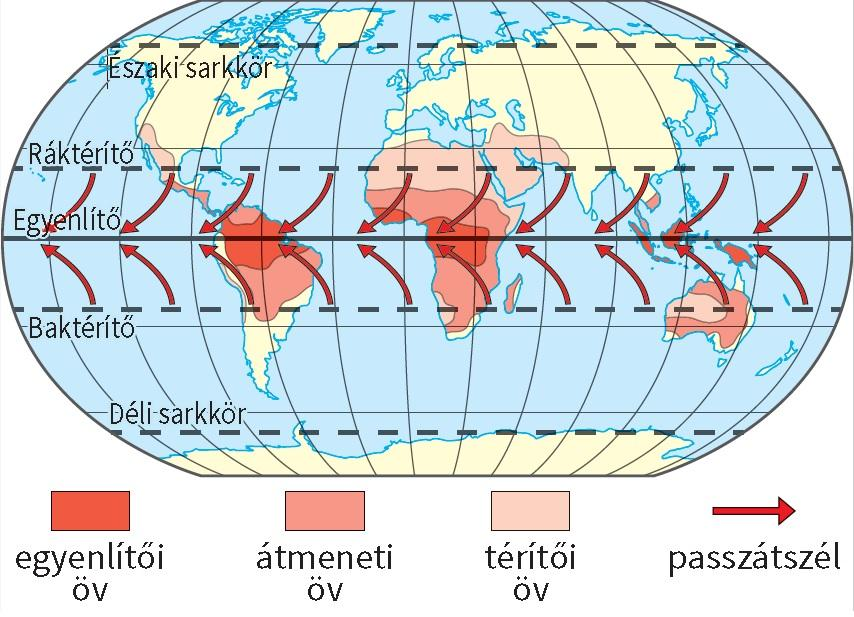 Északi sarkkör
Ráktérítő
Egyenlítő
Baktérítő
Déli sarkkör
egyenlítői
öv
átmeneti
öv
térítői
öv
passzátszél